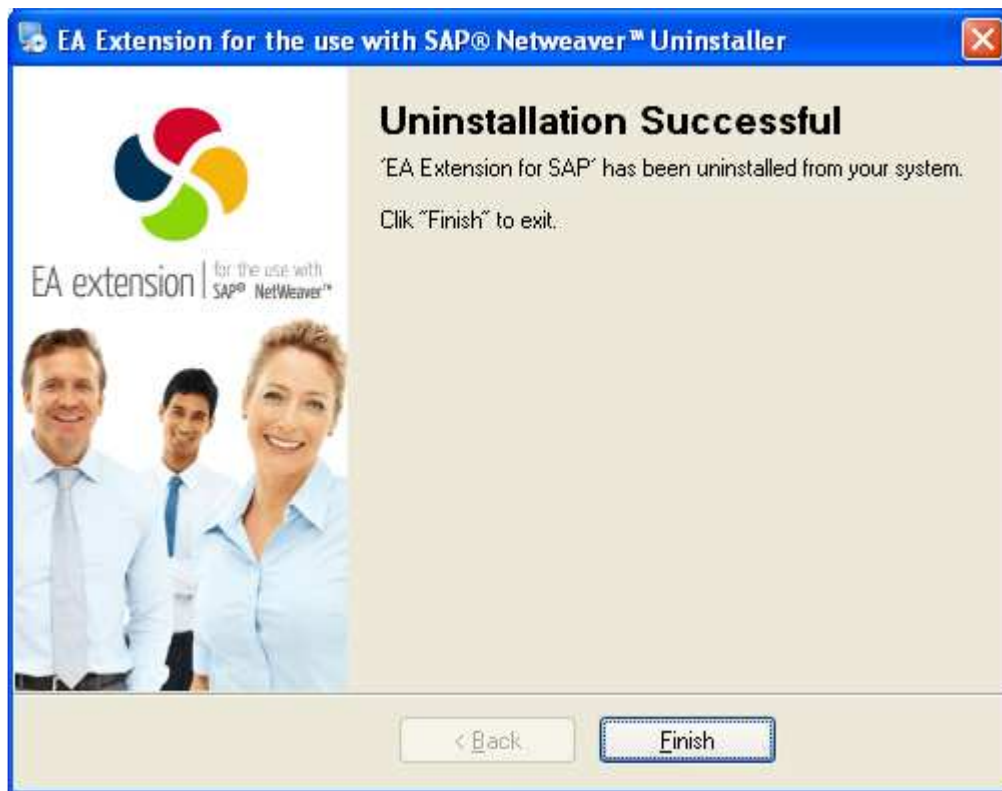 EA Extension for the use with SAP® Netweaver™ Uninstaller
Uninstallation Successful
'EA Extension for SAP' has been uninstalled from your system.
Clik "Finish" to exit.
EA extension | for the use with
SAP® NetWeaver™
< Back
Finish